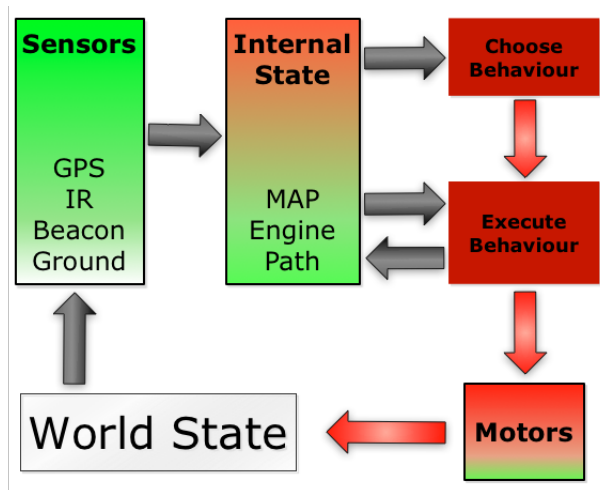 Sensors
GPS
IR
Beacon
Ground
Internal
State
MAP
Engine
Path
Choose
Behaviour
Execute
Behaviour
Motors
World State